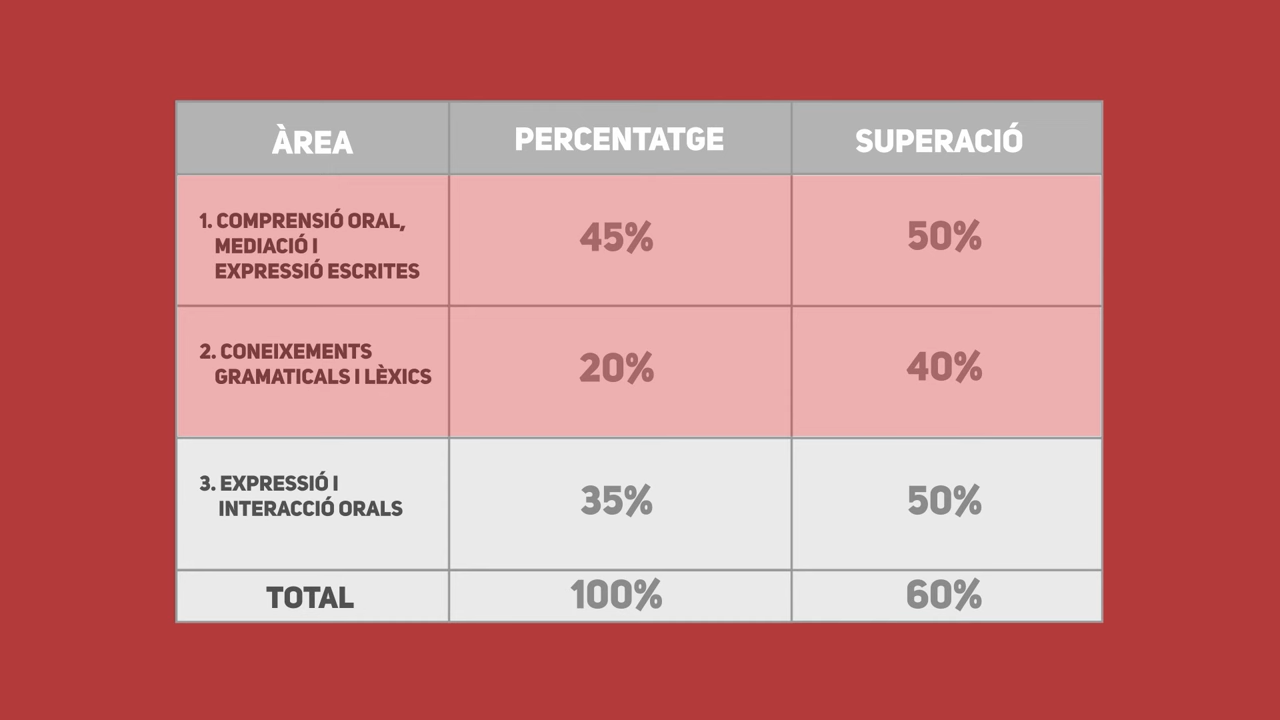 ÀREA PERCENTATGE SUPERACIÓ
1. COMPRENSIÓ ORAL,
MEDIACIÓ I
EXPRESSIÓ ESCRITES
45% 50%
2. CONEIXEMENTS
GRAMATICALS I LÈXICS
20% 40%
3. EXPRESSIÓ I
INTERACCIÓ ORALS
35% 50%
TOTAL 100% 60%